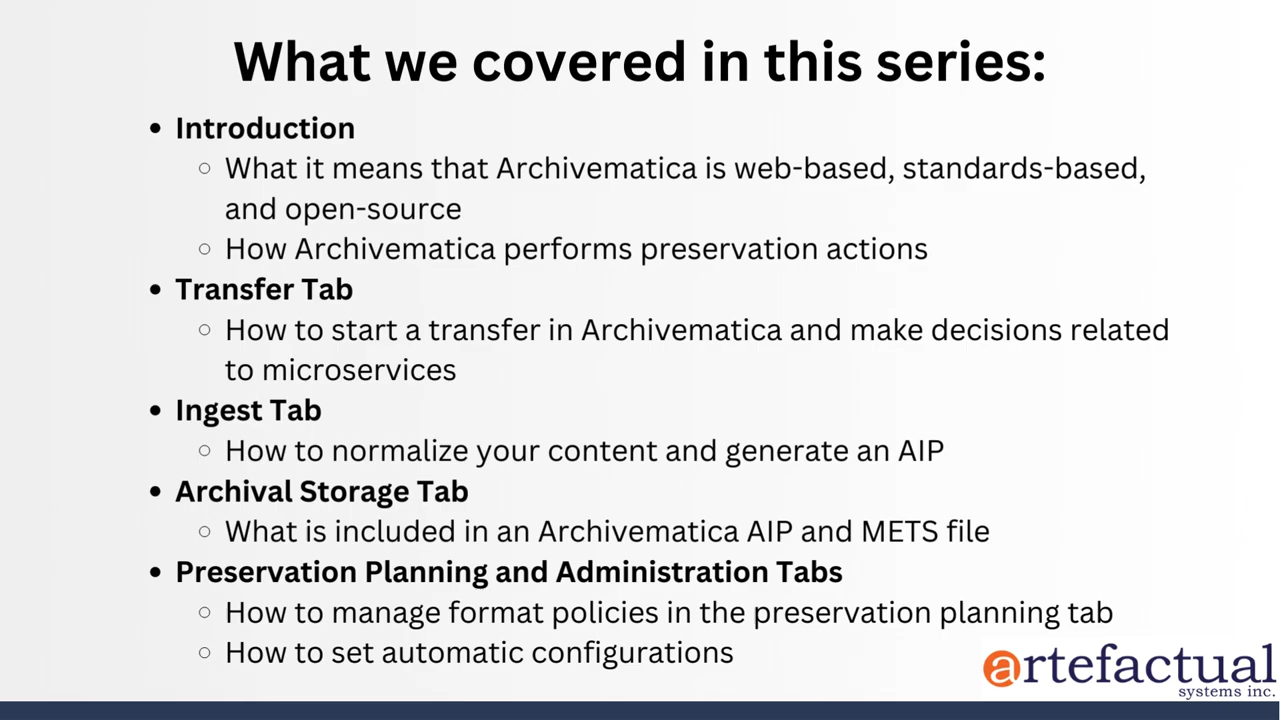 What we covered in this series:
• Introduction
○ What it means that Archivematica is web-based, standards-based,
and open-source
○ How Archivematica performs preservation actions
• Transfer Tab
○ How to start a transfer in Archivematica and make decisions related
to microservices
• Ingest Tab
○ How to normalize your content and generate an AIP
• Archival Storage Tab
○ What is included in an Archivematica AIP and METS file
• Preservation Planning and Administration Tabs
○ How to manage format policies in the preservation planning tab
○ How to set automatic configurations
artefactual
systems inc.